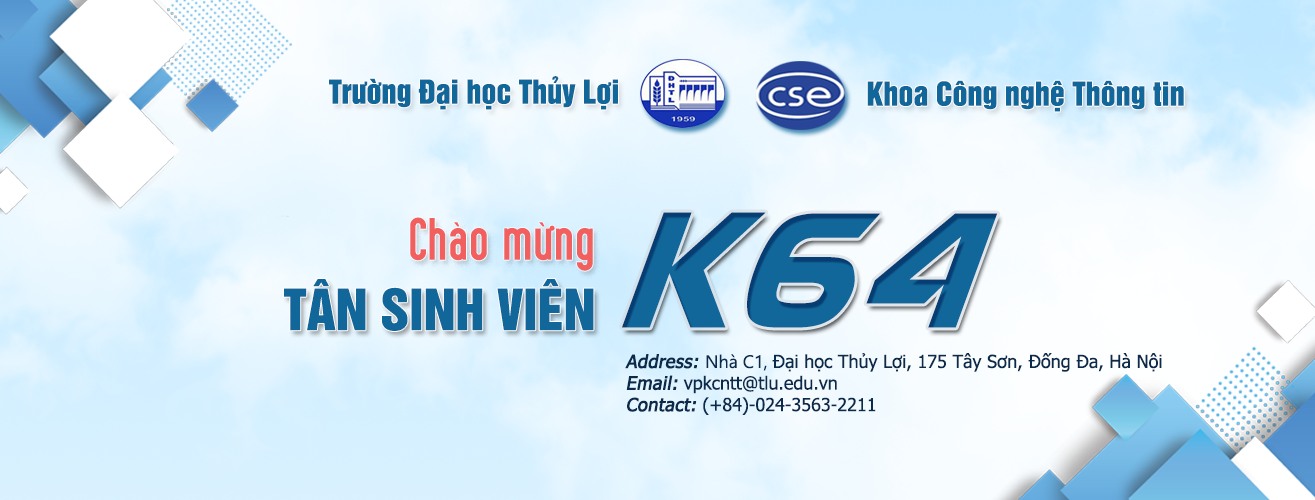 Trường Đại học Thủy Lợi
ĐHTL
1959
cse
Khoa Công nghệ Thông tin
Chào mừng
TÂN SINH VIÊN
K64
Address: Nhà C1, Đại học Thủy Lợi, 175 Tây Sơn, Đống Đa, Hà Nội
Email: vpkcntt@tlu.edu.vn
Contact: (+84)-024-3563-2211